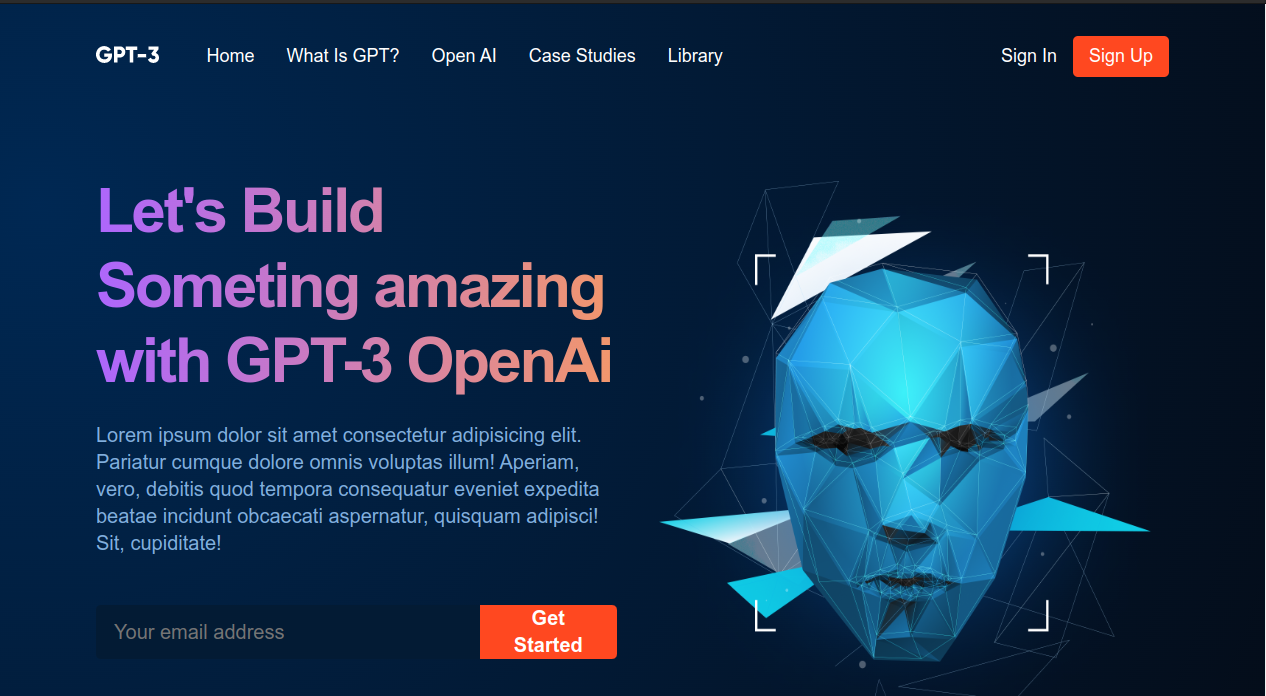 GPT-3 Home What Is GPT? Open AI Case Studies Library Sign In Sign Up
Let's Build
Someting amazing
with GPT-3 OpenAi
Lorem ipsum dolor sit amet consectetur adipisicing elit.
Pariatur cumque dolore omnis voluptas illum! Aperiam,
vero, debitis quod tempora consequatur eveniet expedita
beatae incidunt obcaecati aspernatur, quisquam adipisci!
Sit, cupiditate!
Your email address
Get
Started